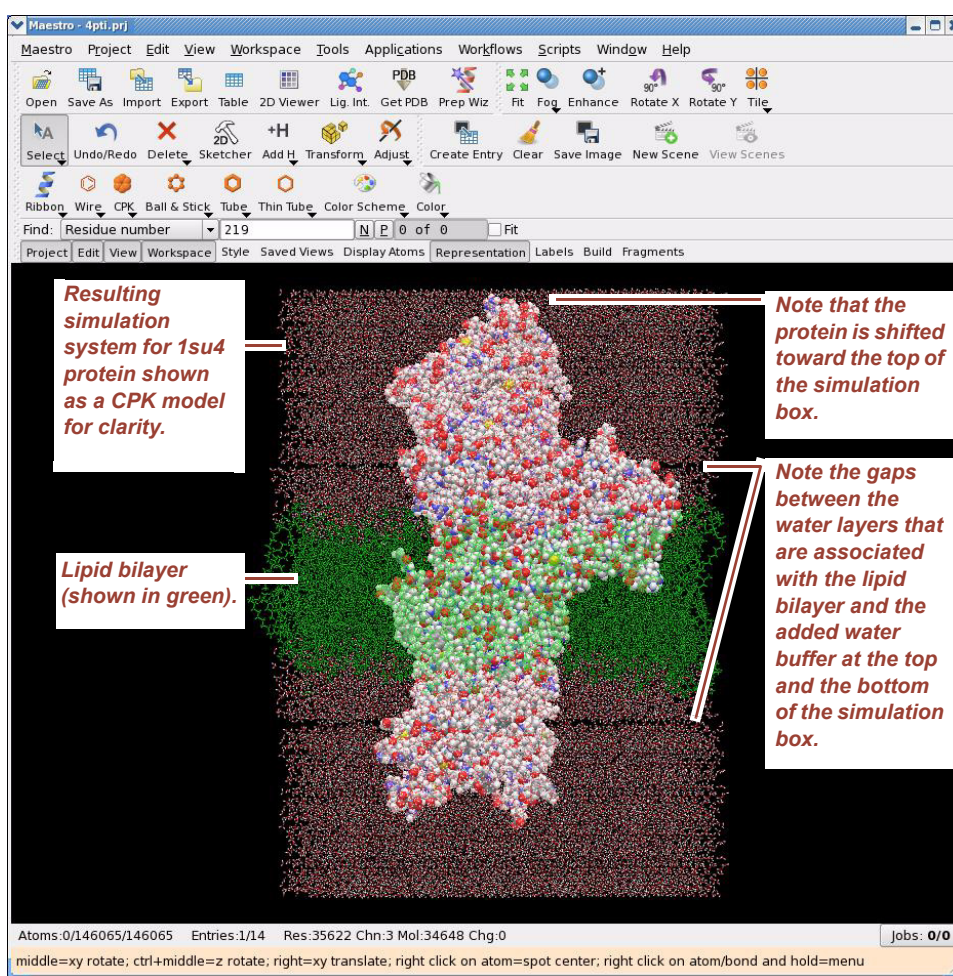 Maestro - 4pti.prj
Maestro Project Edit View Workspace Tools Applications Workflows Scripts Window Help
Open Save As Import Export Table 2D Viewer Lig. Int. Get PDB Prep Wiz Fit Fog Enhance Rotate X Rotate Y Tile
PDB
90°
90°
Select Undo/Redo Delete Sketcher Add H Transform Adjust Create Entry Clear Save Image New Scene View Scenes
A
2D
+H
Ribbon Wire CPK Ball & Stick Tube Thin Tube Color Scheme Color
Find: Residue number 219 N P 0 of 0 Fit
Project Edit View Workspace Style Saved Views Display Atoms Representation Labels Build Fragments
Resulting
simulation
system for 1su4
protein shown
as a CPK model
for clarity.
Note that the
protein is shifted
toward the top of
the simulation
box.
Note the gaps
between the
water layers that
are associated
with the lipid
bilayer and the
added water
buffer at the top
and the bottom
of the simulation
box.
Lipid bilayer
(shown in green).
Atoms:0/146065/146065 Entries:1/14 Res:35622 Chn:3 Mol:34648 Chg:0 Jobs: 0/0
middle=xy rotate; ctrl+middle=z rotate; right=xy translate; right click on atom=spot center; right click on atom/bond and hold=menu